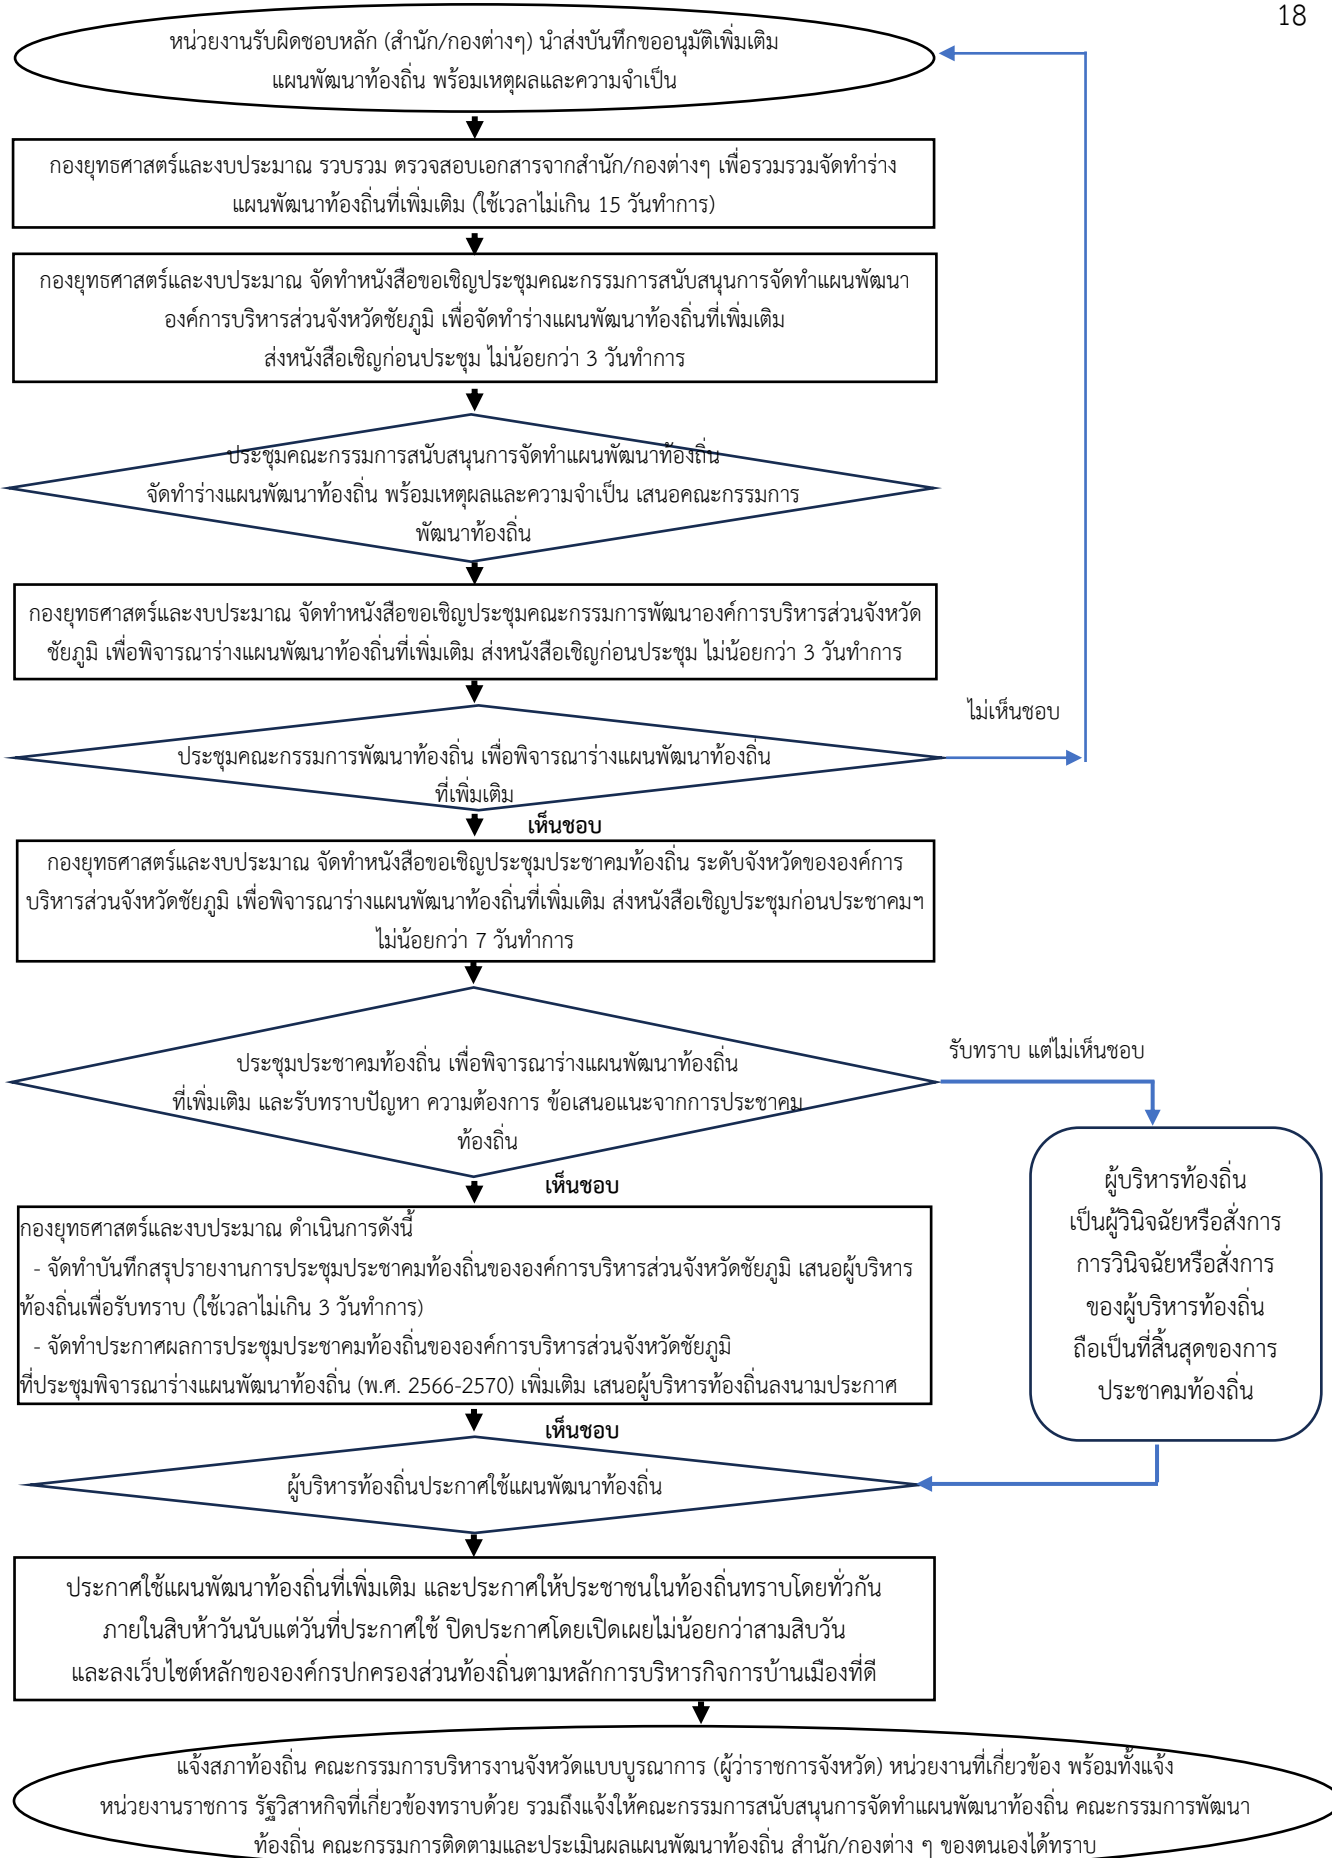 18
หน่วยงานรับผิดชอบหลัก (สำนัก/กองต่างๆ) นำส่งบันทึกขออนุมัติเพิ่มเติม
แผนพัฒนาท้องถิ่น พร้อมเหตุผลและความจำเป็น
กองยุทธศาสตร์และงบประมาณ รวบรวม ตรวจสอบเอกสารจากสำนัก/กองต่างๆ เพื่อรวมรวมจัดทำร่าง
แผนพัฒนาท้องถิ่นที่เพิ่มเติม (ใช้เวลาไม่เกิน 15 วันทำการ)
กองยุทธศาสตร์และงบประมาณ จัดทำหนังสือขอเชิญประชุมคณะกรรมการสนับสนุนการจัดทำแผนพัฒนา
องค์การบริหารส่วนจังหวัดชัยภูมิ เพื่อจัดทำร่างแผนพัฒนาท้องถิ่นที่เพิ่มเติม
ส่งหนังสือเชิญก่อนประชุม ไม่น้อยกว่า 3 วันทำการ
ประชุมคณะกรรมการสนับสนุนการจัดทำแผนพัฒนาท้องถิ่น
จัดทำร่างแผนพัฒนาท้องถิ่น พร้อมเหตุผลและความจำเป็น เสนอคณะกรรมการ
พัฒนาท้องถิ่น
กองยุทธศาสตร์และงบประมาณ จัดทำหนังสือขอเชิญประชุมคณะกรรมการพัฒนาองค์การบริหารส่วนจังหวัด
ชัยภูมิ เพื่อพิจารณาร่างแผนพัฒนาท้องถิ่นที่เพิ่มเติม ส่งหนังสือเชิญก่อนประชุม ไม่น้อยกว่า 3 วันทำการ
ไม่เห็นชอบ
ประชุมคณะกรรมการพัฒนาท้องถิ่น เพื่อพิจารณาร่างแผนพัฒนาท้องถิ่น
ที่เพิ่มเติม
เห็นชอบ
กองยุทธศาสตร์และงบประมาณ จัดทำหนังสือขอเชิญประชุมประชาคมท้องถิ่น ระดับจังหวัดขององค์การ
บริหารส่วนจังหวัดชัยภูมิ เพื่อพิจารณาร่างแผนพัฒนาท้องถิ่นที่เพิ่มเติม ส่งหนังสือเชิญประชุมก่อนประชาคมฯ
ไม่น้อยกว่า 7 วันทำการ
รับทราบ แต่ไม่เห็นชอบ
ประชุมประชาคมท้องถิ่น เพื่อพิจารณาร่างแผนพัฒนาท้องถิ่น
ที่เพิ่มเติม และรับทราบปัญหา ความต้องการ ข้อเสนอแนะจากการประชาคม
ท้องถิ่น
เห็นชอบ
ผู้บริหารท้องถิ่น
เป็นผู้วินิจฉัยหรือสั่งการ
การวินิจฉัยหรือสั่งการ
ของผู้บริหารท้องถิ่น
ถือเป็นที่สิ้นสุดของการ
ประชาคมท้องถิ่น
กองยุทธศาสตร์และงบประมาณ ดำเนินการดังนี้
- จัดทำบันทึกสรุปรายงานการประชุมประชาคมท้องถิ่นขององค์การบริหารส่วนจังหวัดชัยภูมิ เสนอผู้บริหาร
ท้องถิ่นเพื่อรับทราบ (ใช้เวลาไม่เกิน 3 วันทำการ)
- จัดทำประกาศผลการประชุมประชาคมท้องถิ่นขององค์การบริหารส่วนจังหวัดชัยภูมิ
ที่ประชุมพิจารณาร่างแผนพัฒนาท้องถิ่น (พ.ศ. 2566-2570) เพิ่มเติม เสนอผู้บริหารท้องถิ่นลงนามประกาศ
เห็นชอบ
ผู้บริหารท้องถิ่นประกาศใช้แผนพัฒนาท้องถิ่น
ประกาศใช้แผนพัฒนาท้องถิ่นที่เพิ่มเติม และประกาศให้ประชาชนในท้องถิ่นทราบโดยทั่วกัน
ภายในสิบห้าวันนับแต่วันที่ประกาศใช้ ปิดประกาศโดยเปิดเผยไม่น้อยกว่าสามสิบวัน
และลงเว็บไซต์หลักขององค์กรปกครองส่วนท้องถิ่นตามหลักการบริหารกิจการบ้านเมืองที่ดี
แจ้งสภาท้องถิ่น คณะกรรมการบริหารงานจังหวัดแบบบูรณาการ (ผู้ว่าราชการจังหวัด) หน่วยงานที่เกี่ยวข้อง พร้อมทั้งแจ้ง
หน่วยงานราชการ รัฐวิสาหกิจที่เกี่ยวข้องทราบด้วย รวมถึงแจ้งให้คณะกรรมการสนับสนุนการจัดทำแผนพัฒนาท้องถิ่น คณะกรรมการพัฒนา
ท้องถิ่น คณะกรรมการติดตามและประเมินผลแผนพัฒนาท้องถิ่น สำนัก/กองต่าง ๆ ของตนเองได้ทราบ